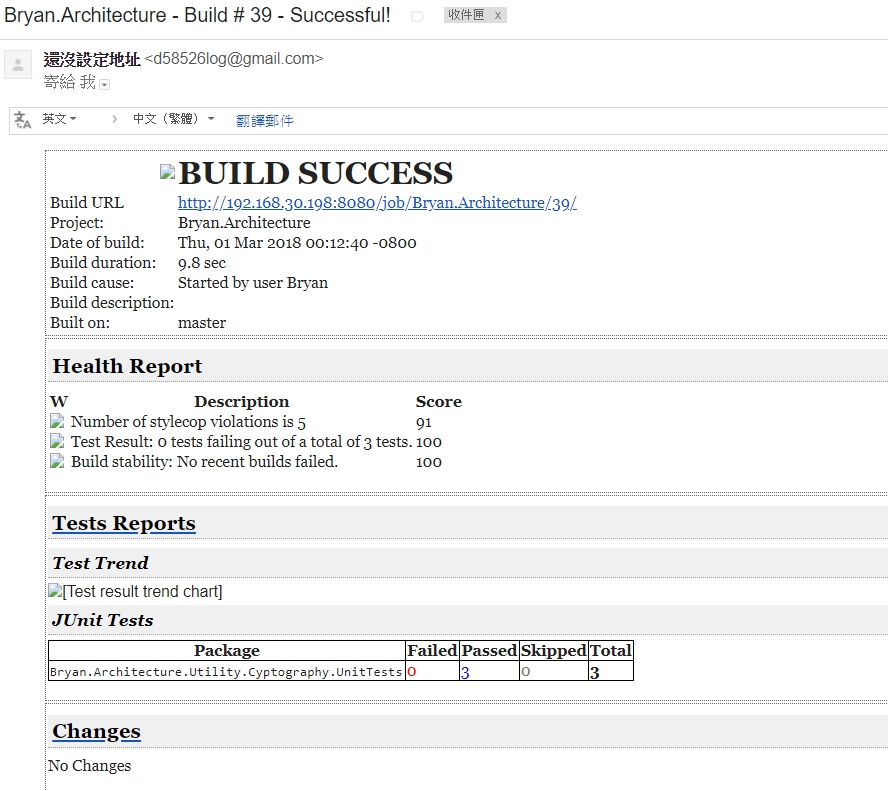 Bryan.Architecture - Build # 39 - Successful! 收件匣 x
還沒設定地址 <d58526log@gmail.com>
寄給 我
英文 > 中文（繁體） 翻譯郵件
BUILD SUCCESS
Build URL http://192.168.30.198:8080/job/Bryan.Architecture/39/
Project: Bryan.Architecture
Date of build: Thu, 01 Mar 2018 00:12:40 -0800
Build duration: 9.8 sec
Build cause: Started by user Bryan
Build description:
Built on: master
Health Report
W Description Score
Number of stylecop violations is 5 91
Test Result: 0 tests failing out of a total of 3 tests. 100
Build stability: No recent builds failed. 100
Tests Reports
Test Trend
[Test result trend chart]
JUnit Tests
Package Failed Passed Skipped Total
Bryan.Architecture.Utility.Cyptography.UnitTests 0 3 0 3
Changes
No Changes